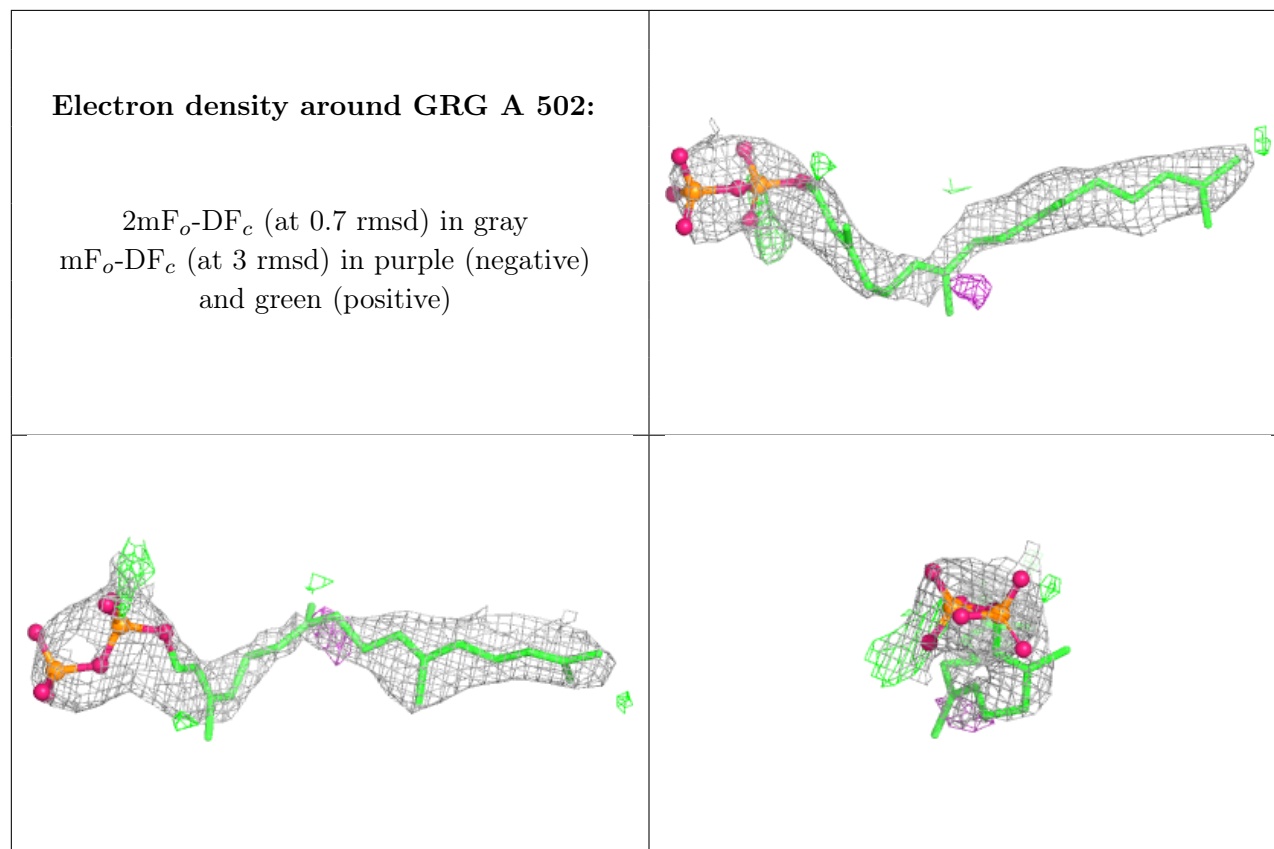 Electron density around GRG A 502:
2mFo-DFc (at 0.7 rmsd) in gray
mFo-DFc (at 3 rmsd) in purple (negative)
and green (positive)